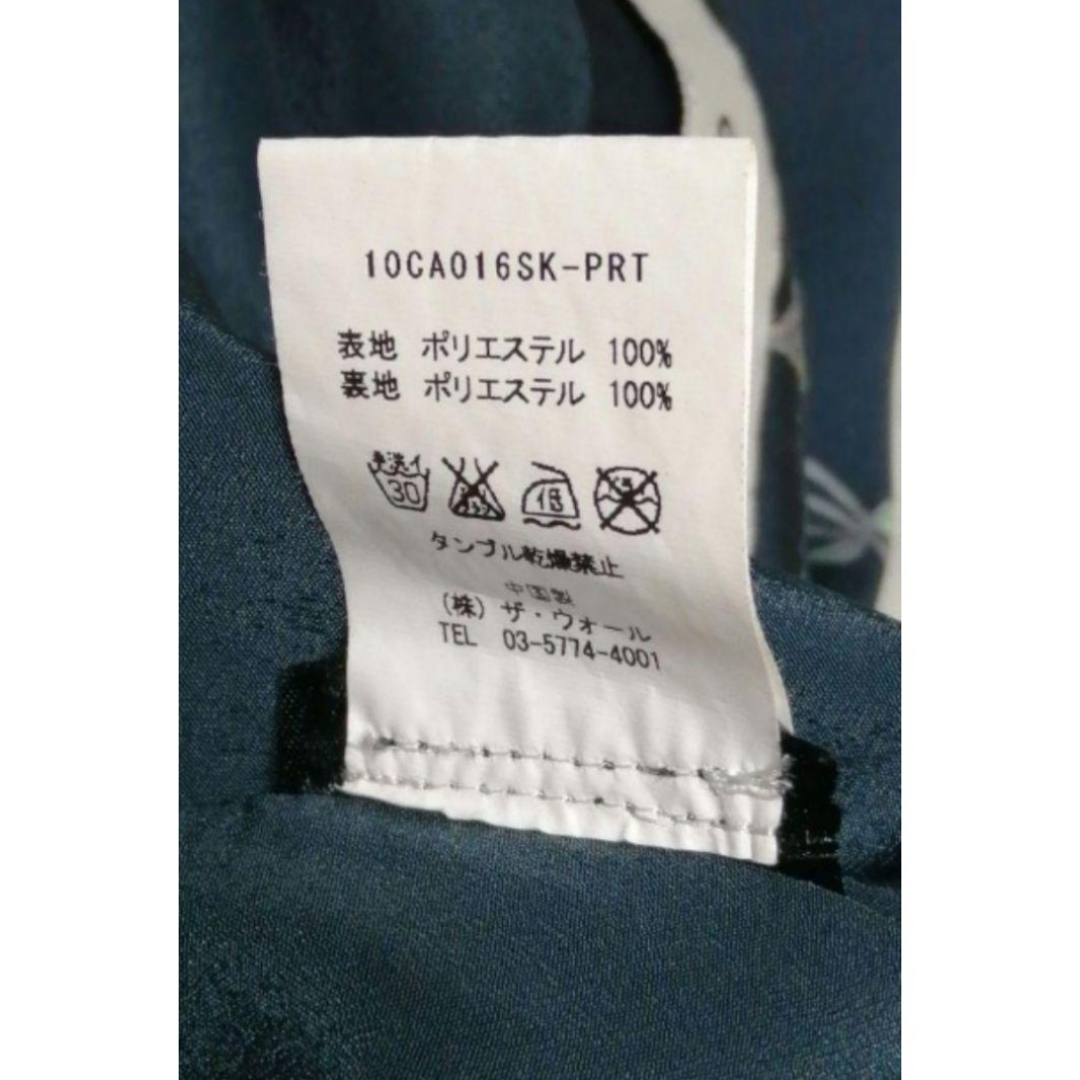 10CA016SK-PRT
表地 ポリエステル 100%
裏地 ポリエステル 100%
手洗イ 30 低
タンブル乾燥禁止
中国製
(株) ザ・ウォール
TEL 03-5774-4001